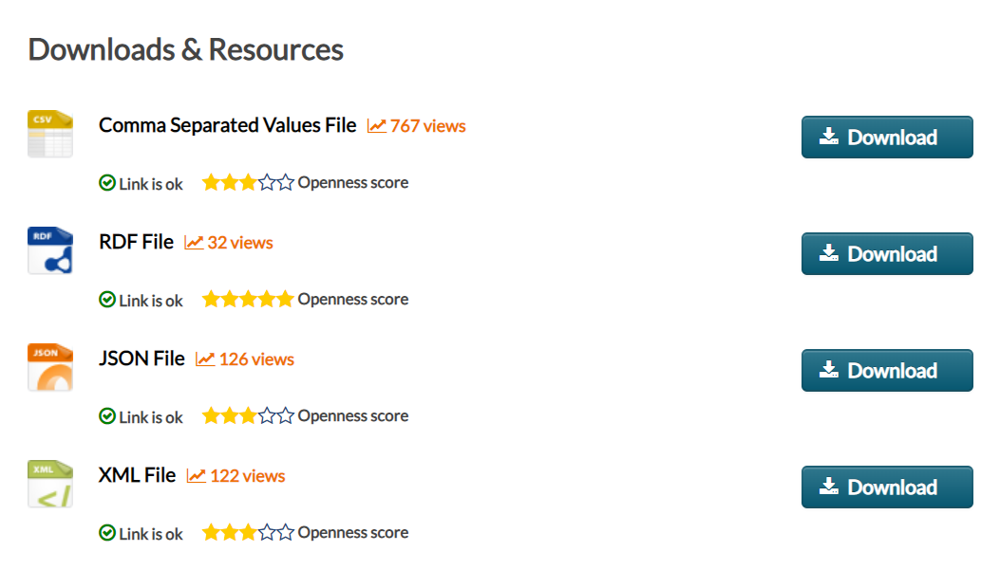 Downloads & Resources
CSV
Comma Separated Values File 767 views
Download
Link is ok Openness score
RDF
RDF File 32 views
Download
Link is ok Openness score
JSON
JSON File 126 views
Download
Link is ok Openness score
XML
XML File 122 views
Download
</>
Link is ok Openness score